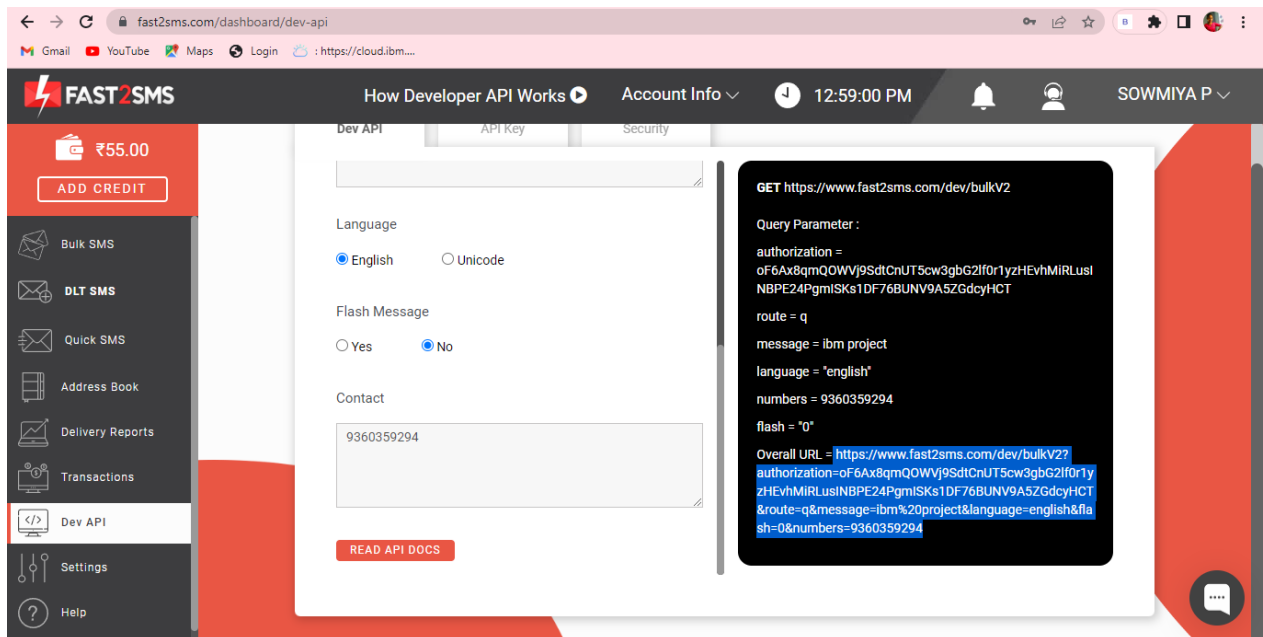 fast2sms.com/dashboard/dev-api
B
Gmail YouTube Maps Login : https://cloud.ibm....
FAST2SMS
How Developer API Works
Account Info
12:59:00 PM
SOWMIYA P
₹55.00
ADD CREDIT
Bulk SMS
DLT SMS
Quick SMS
Address Book
Delivery Reports
Transactions
Dev API
Settings
Help
Dev API API Key Security
Language
English Unicode
Flash Message
Yes No
Contact
9360359294
READ API DOCS
GET https://www.fast2sms.com/dev/bulkV2
Query Parameter :
authorization =
oF6Ax8qmQOWVj9SdtCnUT5cw3gbG2lf0r1yzHEvhMiRLusI
NBPE24PgmISKs1DF76BUNV9A5ZGdcyHCT
route = q
message = ibm project
language = "english"
numbers = 9360359294
flash = "0"
Overall URL = https://www.fast2sms.com/dev/bulkV2?
authorization=oF6Ax8qmQOWVj9SdtCnUT5cw3gbG2lf0r1y
zHEvhMiRLusINBPE24PgmISKs1DF76BUNV9A5ZGdcyHCT
&route=q&message=ibm%20project&language=english&fla
sh=0&numbers=9360359294